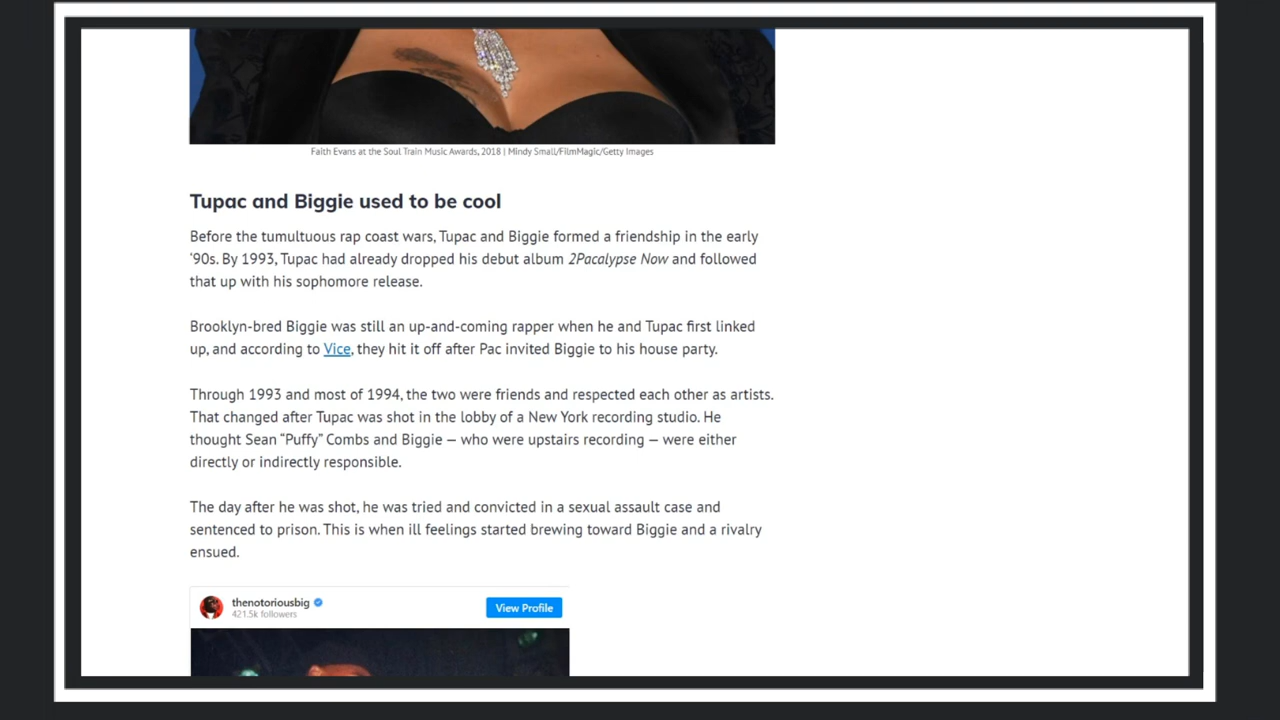 Faith Evans at the Soul Train Music Awards, 2018 | Mindy Small/FilmMagic/Getty Images
Tupac and Biggie used to be cool
Before the tumultuous rap coast wars, Tupac and Biggie formed a friendship in the early
'90s. By 1993, Tupac had already dropped his debut album 2Pacalypse Now and followed
that up with his sophomore release.
Brooklyn-bred Biggie was still an up-and-coming rapper when he and Tupac first linked
up, and according to Vice, they hit it off after Pac invited Biggie to his house party.
Through 1993 and most of 1994, the two were friends and respected each other as artists.
That changed after Tupac was shot in the lobby of a New York recording studio. He
thought Sean “Puffy” Combs and Biggie — who were upstairs recording — were either
directly or indirectly responsible.
The day after he was shot, he was tried and convicted in a sexual assault case and
sentenced to prison. This is when ill feelings started brewing toward Biggie and a rivalry
ensued.
thenotoriousbig
421.5k followers
View Profile